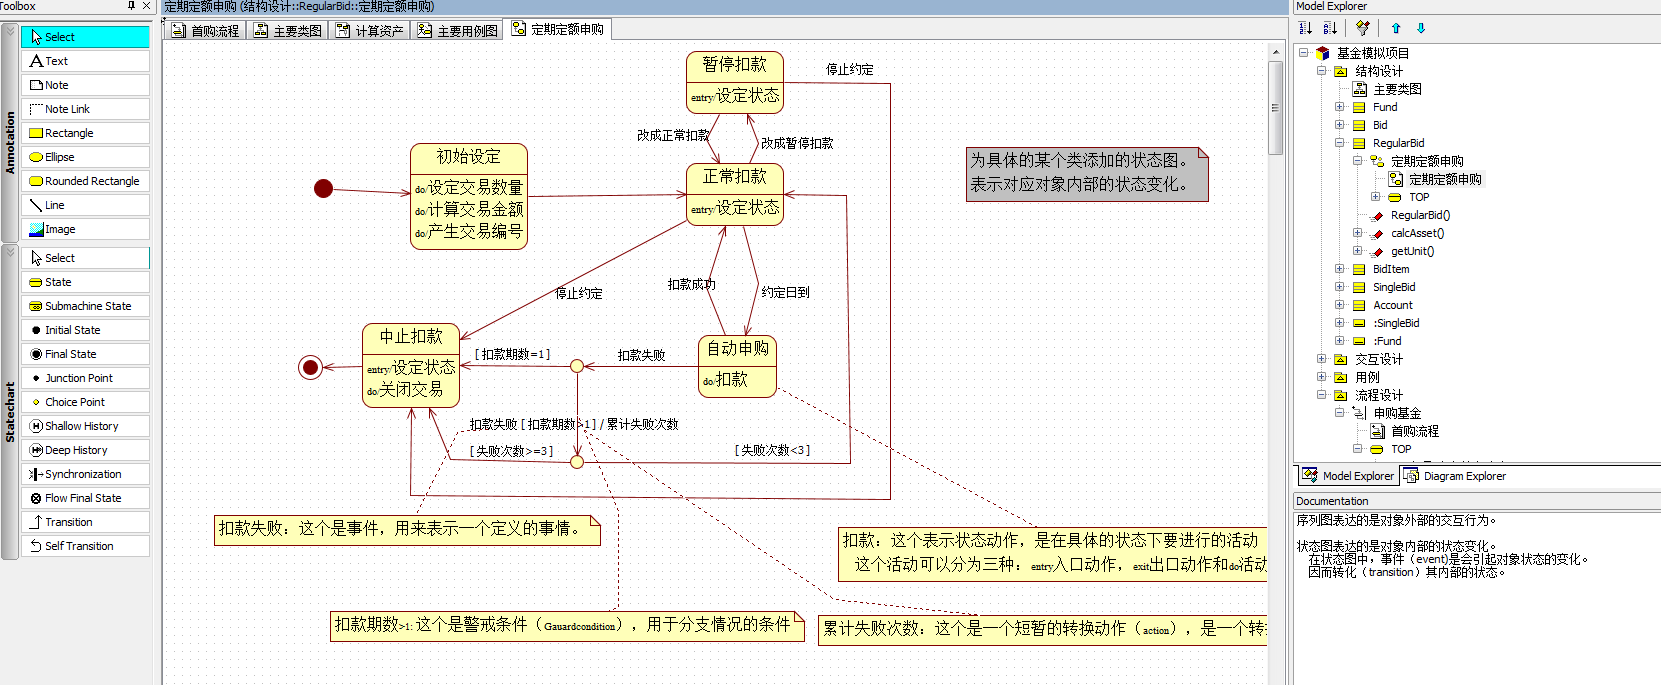 Toolbox
定期定额申购 (结构设计::RegularBid::定期定额申购)
Model Explorer
Annotation
Select
Text
Note
Note Link
Rectangle
Ellipse
Rounded Rectangle
Line
Image
Statechart
Select
State
Submachine State
Initial State
Final State
Junction Point
Choice Point
Shallow History
Deep History
Synchronization
Flow Final State
Transition
Self Transition
首购流程
主要类图
计算资产
主要用例图
定期定额申购
暂停扣款
entry/设定状态
停止约定
改成正常扣款
改成暂停扣款
初始设定
do/设定交易数量
do/计算交易金额
do/产生交易编号
正常扣款
entry/设定状态
为具体的某个类添加的状态图。
表示对应对象内部的状态变化。
停止约定
扣款成功
约定日到
中止扣款
entry/设定状态
do/关闭交易
[扣款期数=1]
扣款失败
自动申购
do/扣款
扣款失败[扣款期数>1]/累计失败次数
[失败次数>=3]
[失败次数<3]
扣款失败：这个是事件，用来表示一个定义的事情。
扣款：这个表示状态动作，是在具体的状态下要进行的活动
这个活动可以分为三种：entry入口动作，exit出口动作和do活动
扣款期数>1:这个是警戒条件（Gauardcondition），用于分支情况的条件
累计失败次数：这个是一个短暂的转换动作（action），是一个转
基金模拟项目
结构设计
主要类图
Fund
Bid
RegularBid
定期定额申购
定期定额申购
TOP
RegularBid()
calcAsset()
getUnit()
BidItem
SingleBid
Account
:SingleBid
:Fund
交互设计
用例
流程设计
申购基金
首购流程
TOP
Model Explorer
Diagram Explorer
Documentation
序列图表达的是对象外部的交互行为。
状态图表达的是对象内部的状态变化。
在状态图中，事件（event)是会引起对象状态的变化。
因而转化（transition）其内部的状态。